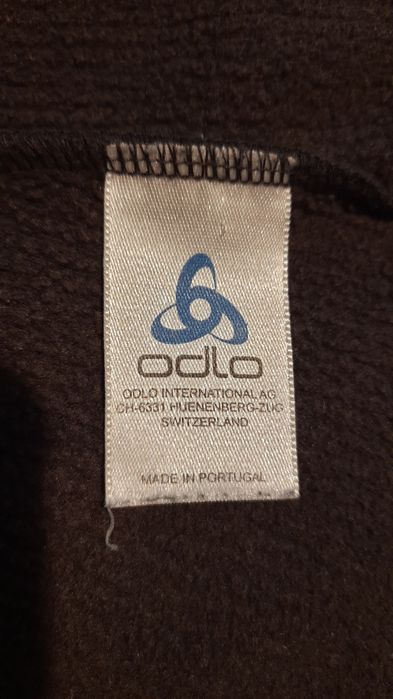 odlo
ODLO INTERNATIONAL AG
CH-6331 HUENENBERG-ZUG
SWITZERLAND
MADE IN PORTUGAL